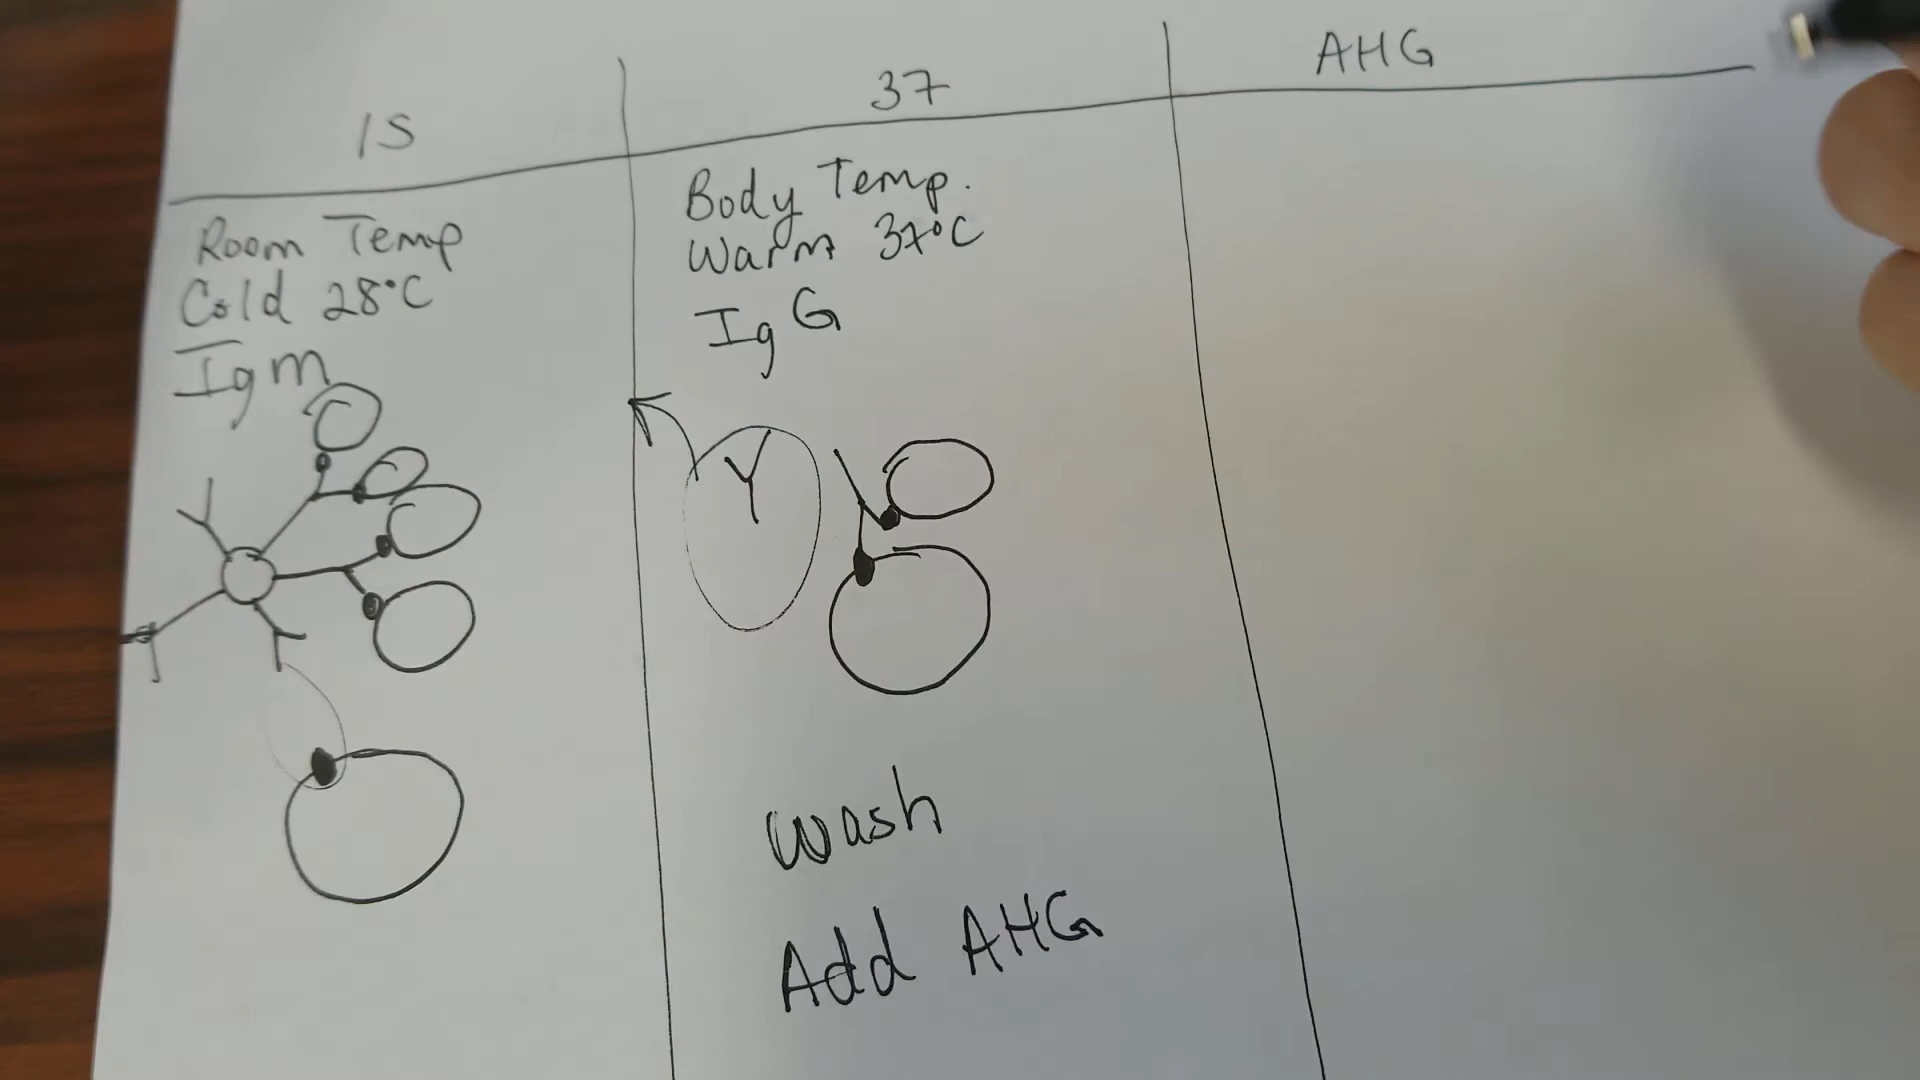 IS
37
AHG
Room Temp
Cold 28°C
IgM
Body Temp.
Warm 37°C
IgG
Wash
Add AHG